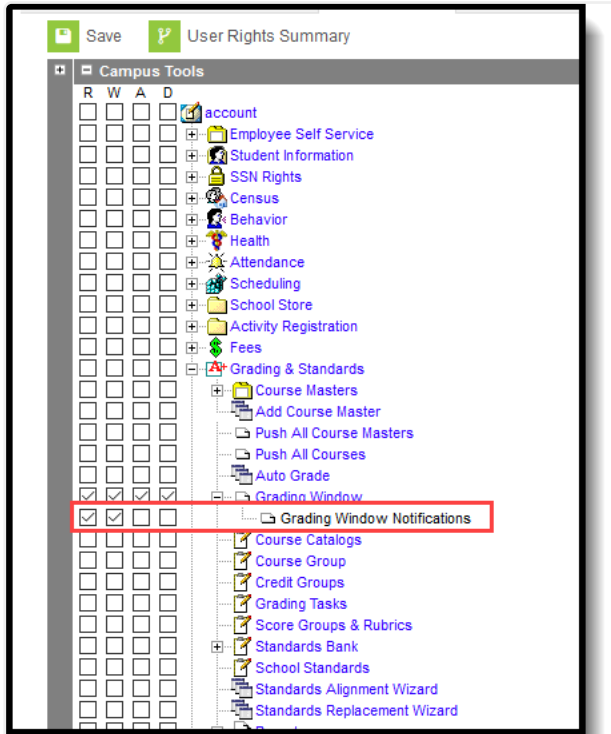 Save User Rights Summary
Campus Tools
R W A D
account
Employee Self Service
Student Information
SSN Rights
Census
Behavior
Health
Attendance
Scheduling
School Store
Activity Registration
Fees
Grading & Standards
Course Masters
Add Course Master
Push All Course Masters
Push All Courses
Auto Grade
Grading Window
Grading Window Notifications
Course Catalogs
Course Group
Credit Groups
Grading Tasks
Score Groups & Rubrics
Standards Bank
School Standards
Standards Alignment Wizard
Standards Replacement Wizard